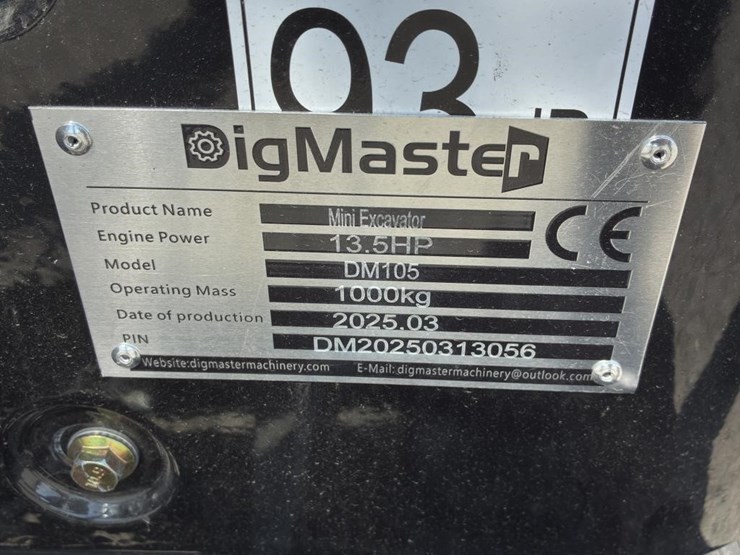 93
DigMaster
Product Name Mini Excavator
Engine Power 13.5HP
CE
Model DM105
Operating Mass 1000kg
Date of production 2025.03
PIN DM20250313056
Website:digmastermachinery.com E-Mail: digmastermachinery@outlook.com